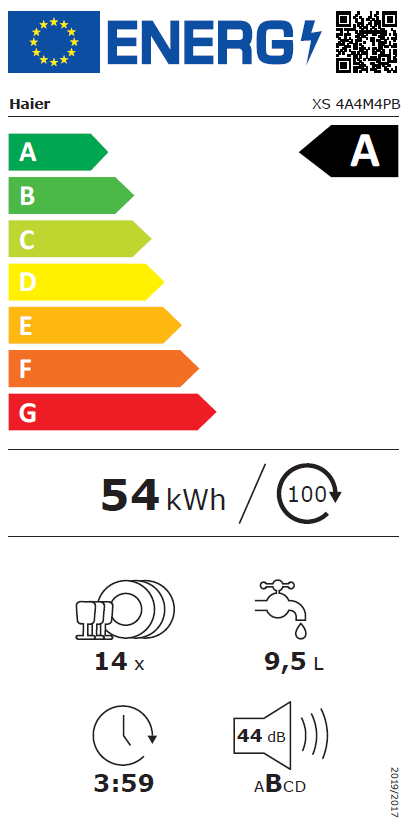 ENERG
Haier XS 4A4M4PB
A A
B
C
D
E
F
G
54 kWh / 100
14 x 9,5 L
44 dB
3:59 ABCD
2019/2017